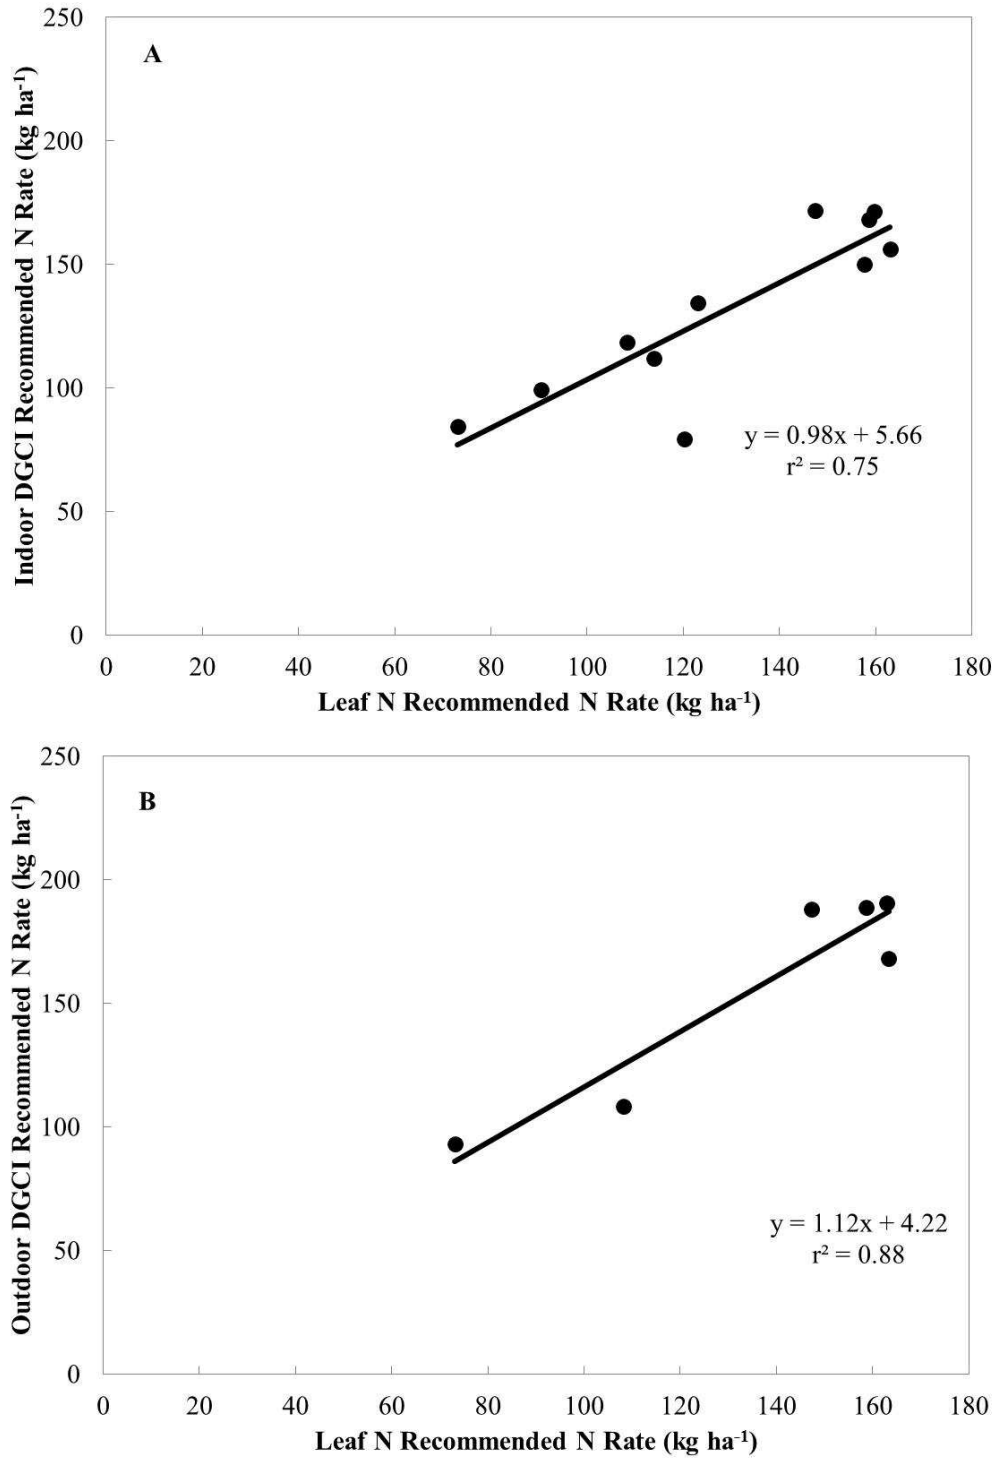 A
Indoor DGCI Recommended N Rate (kg ha⁻¹)
250
200
150
100
50
0
y = 0.98x + 5.66
r² = 0.75
0 20 40 60 80 100 120 140 160 180
Leaf N Recommended N Rate (kg ha⁻¹)
B
Outdoor DGCI Recommended N Rate (kg ha⁻¹)
250
200
150
100
50
0
y = 1.12x + 4.22
r² = 0.88
0 20 40 60 80 100 120 140 160 180
Leaf N Recommended N Rate (kg ha⁻¹)